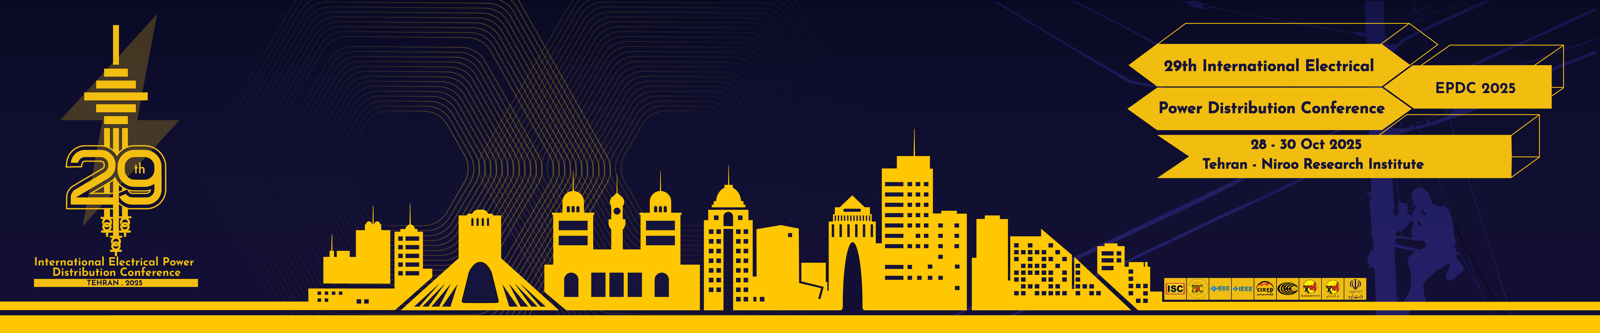 29th
International Electrical Power
Distribution Conference
TEHRAN . 2025
29th International Electrical
Power Distribution Conference
EPDC 2025
28 - 30 Oct 2025
Tehran - Niroo Research Institute
ISC
IEEE
IEEE
CIRED